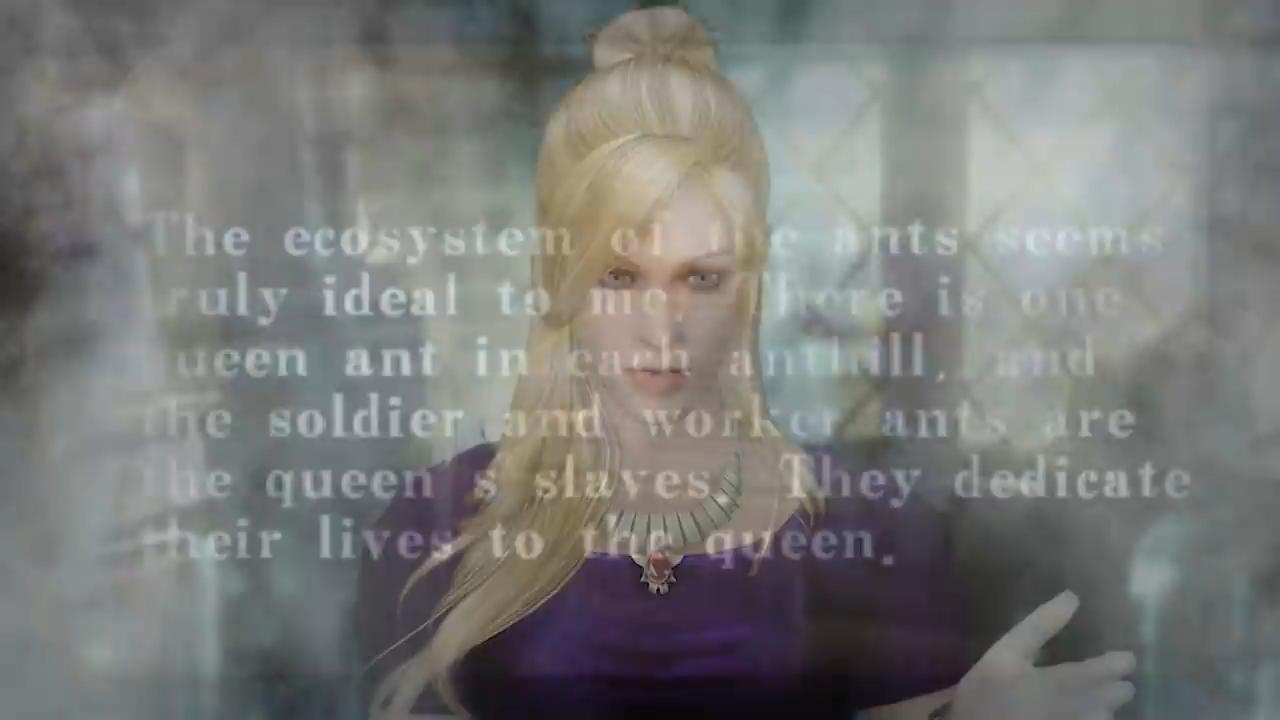 The ecosystem of the ants seems
truly ideal to me, There is one
queen ant in each anthill, and
the soldier and worker ants are
the queen s slaves. They dedicate
their lives to the queen.